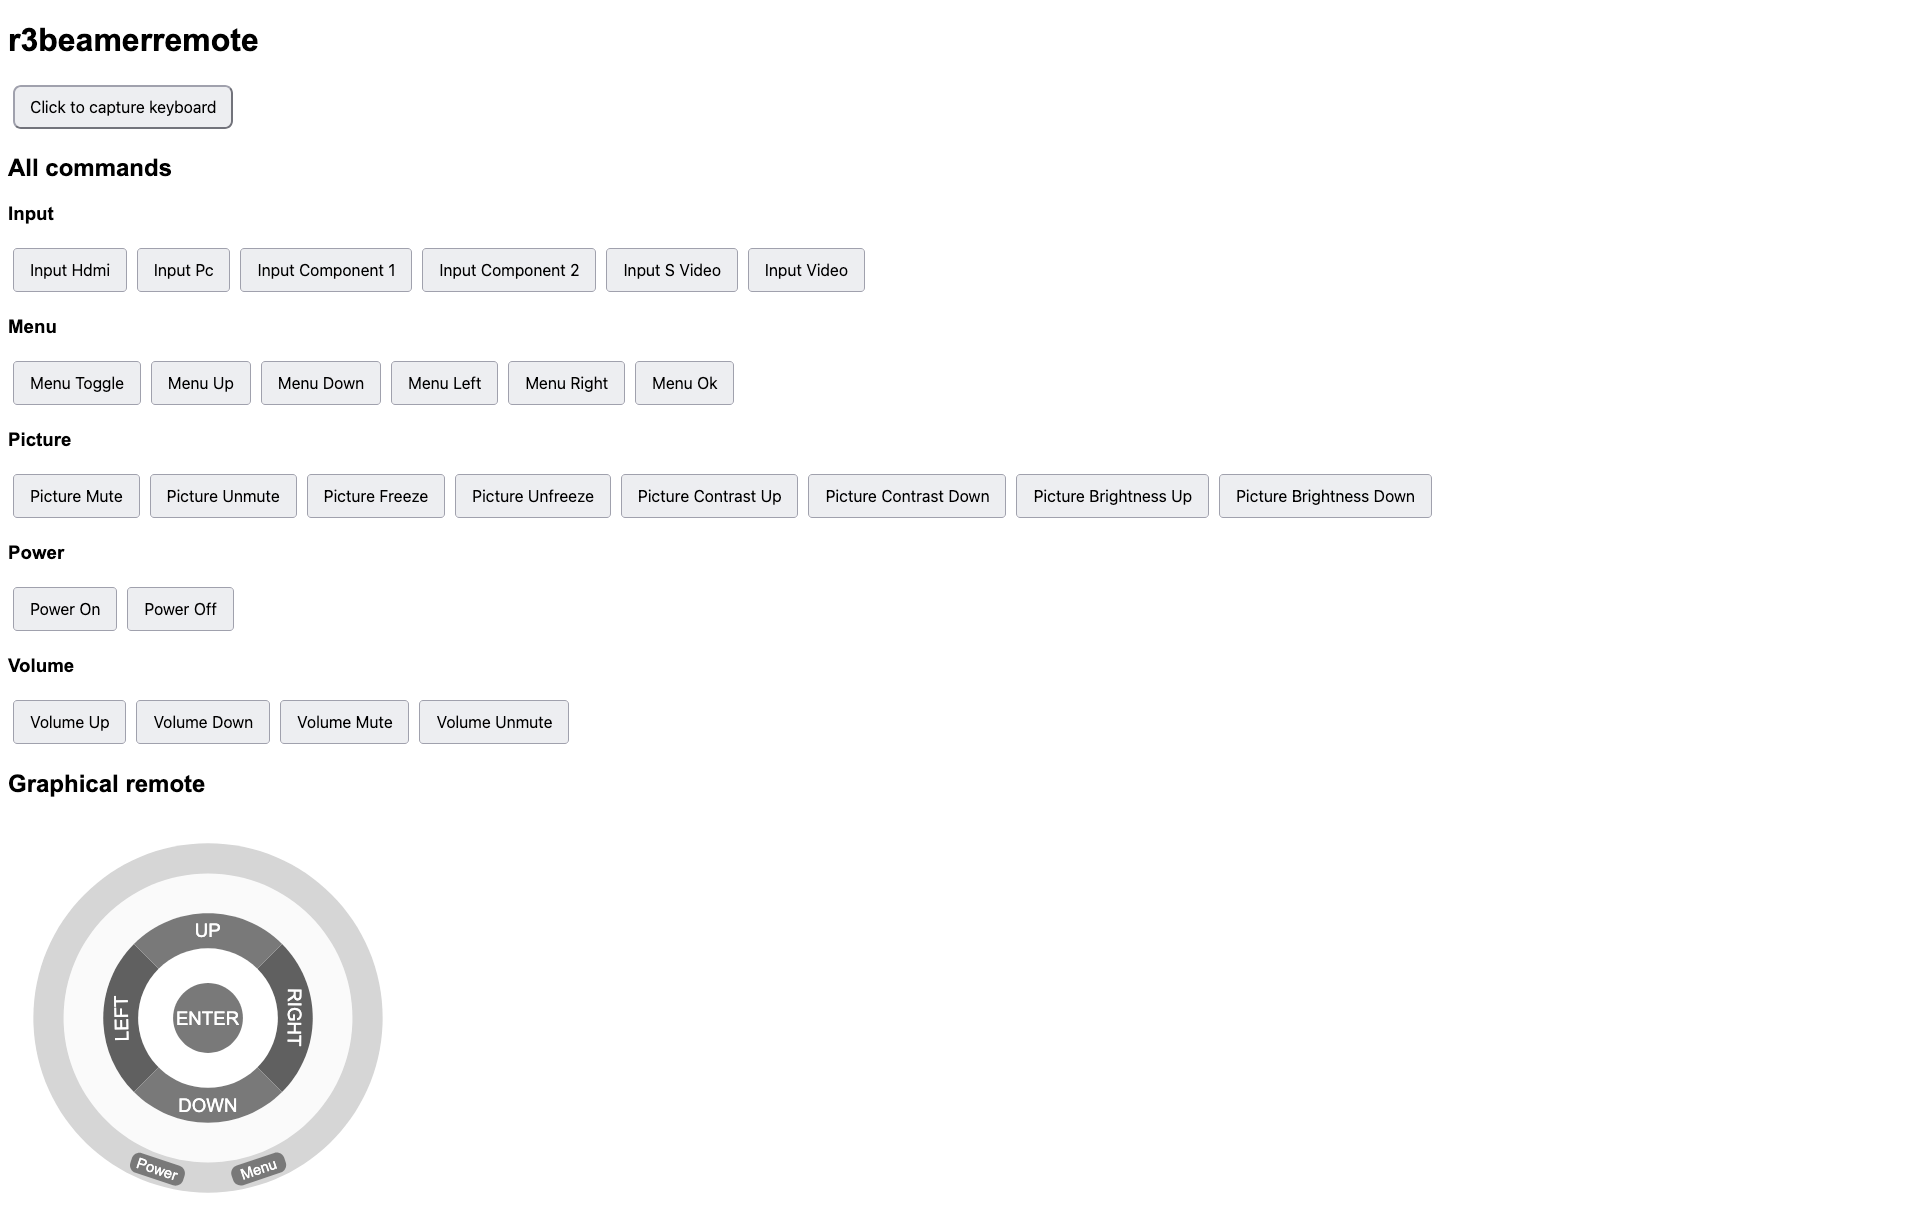 r3beamerremote
Click to capture keyboard
All commands
Input
Input Hdmi Input Pc Input Component 1 Input Component 2 Input S Video Input Video
Menu
Menu Toggle Menu Up Menu Down Menu Left Menu Right Menu Ok
Picture
Picture Mute Picture Unmute Picture Freeze Picture Unfreeze Picture Contrast Up Picture Contrast Down Picture Brightness Up Picture Brightness Down
Power
Power On Power Off
Volume
Volume Up Volume Down Volume Mute Volume Unmute
Graphical remote
UP
LEFT ENTER RIGHT
DOWN
Power Menu